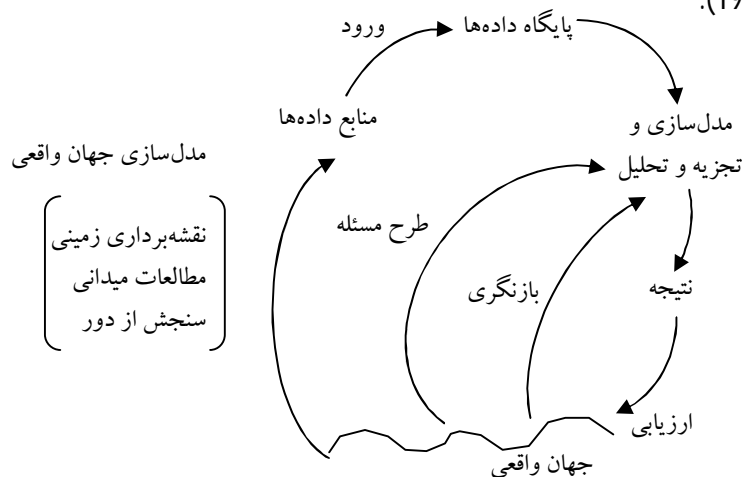 ۱۹).
ورود
پایگاه داده‌ها
منابع داده‌ها
مدل‌سازی و
تجزیه و تحلیل
مدل‌سازی جهان واقعی
نقشه‌برداری زمینی
مطالعات میدانی
سنجش از دور
طرح مسئله
بازنگری
نتیجه
ارزیابی
جهان واقعی